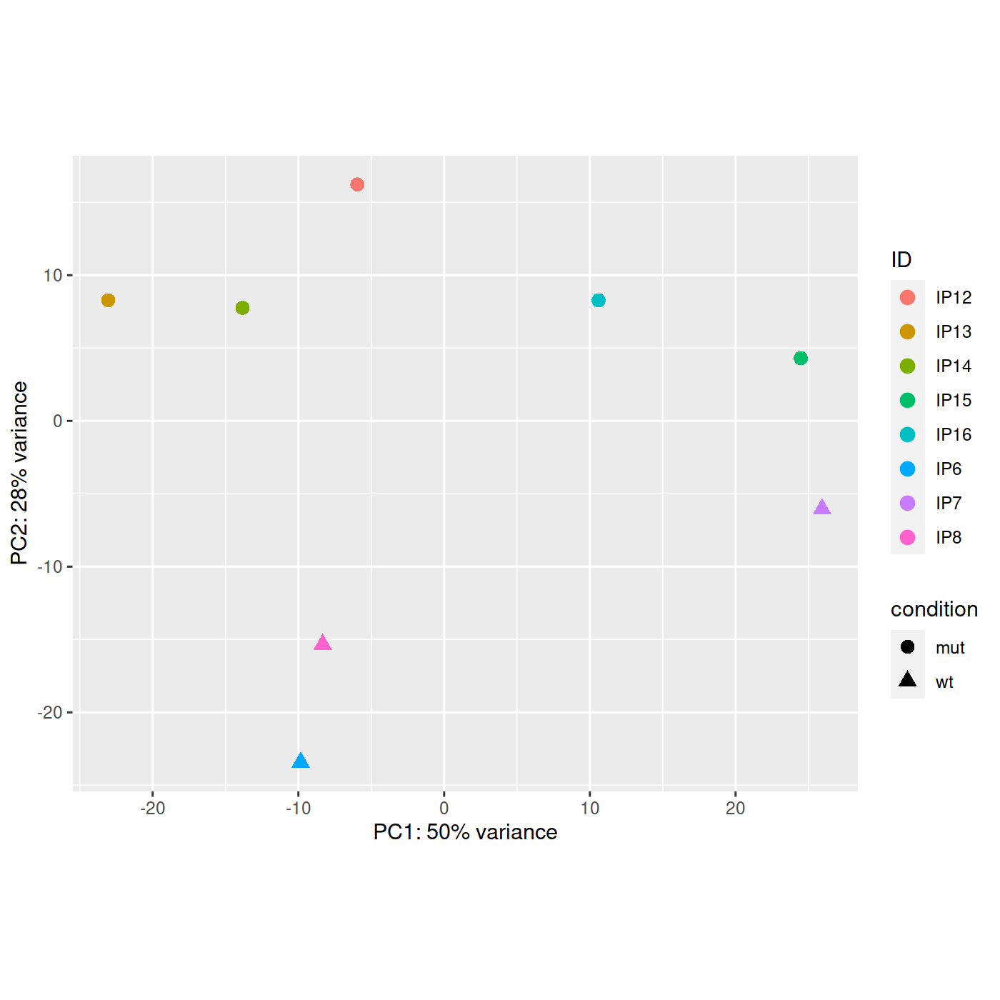 PC2: 28% variance
10
0
-10
-20
-20
-10
0
10
20
PC1: 50% variance
ID
IP12
IP13
IP14
IP15
IP16
IP6
IP7
IP8
condition
mut
wt